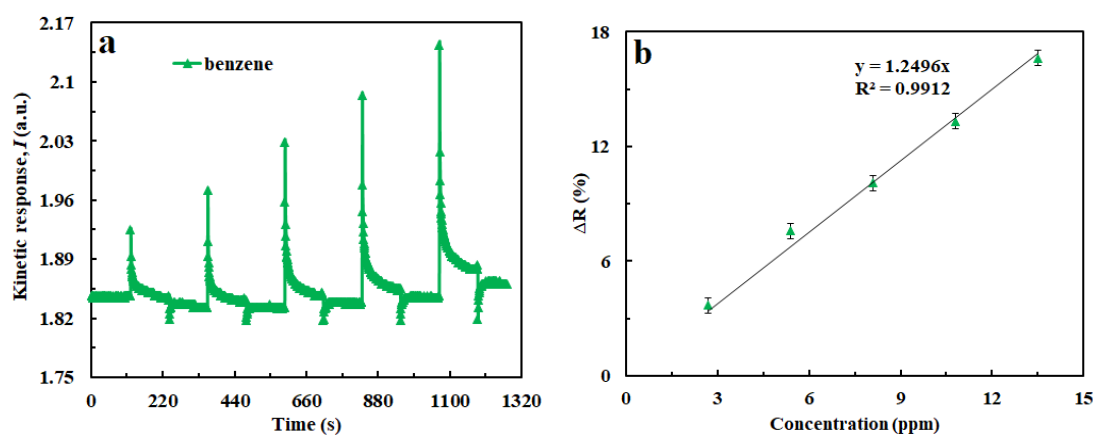 a
benzene
Kinetic response, I (a.u.)
2.17
2.1
2.03
1.96
1.89
1.82
1.75
0 220 440 660 880 1100 1320
Time (s)
b
y = 1.2496x
R² = 0.9912
ΔR (%)
18
12
6
0
0 3 6 9 12 15
Concentration (ppm)